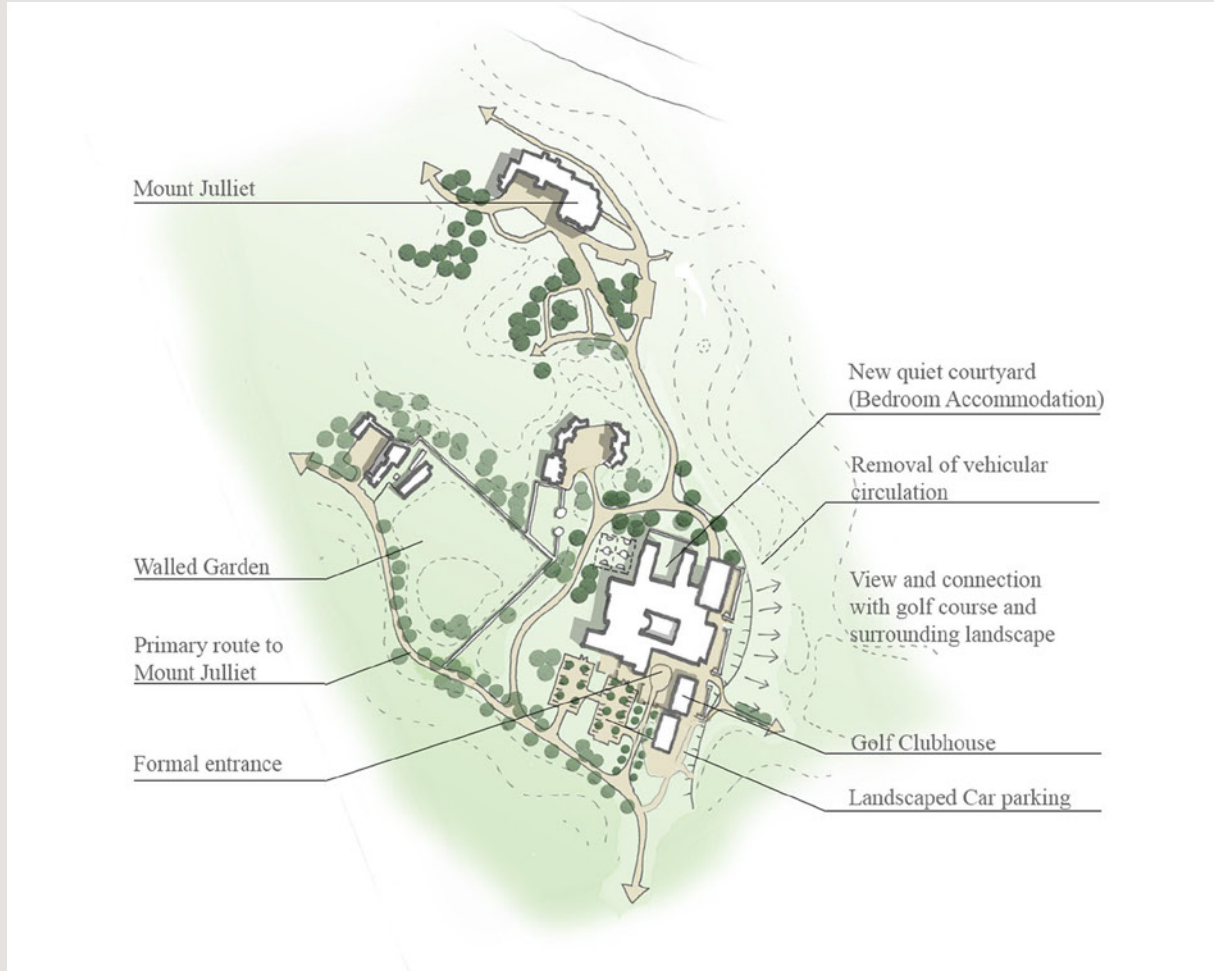 Mount Julliet
New quiet courtyard
(Bedroom Accommodation)
Removal of vehicular
circulation
Walled Garden
View and connection
with golf course and
surrounding landscape
Primary route to
Mount Julliet
Golf Clubhouse
Formal entrance
Landscaped Car parking